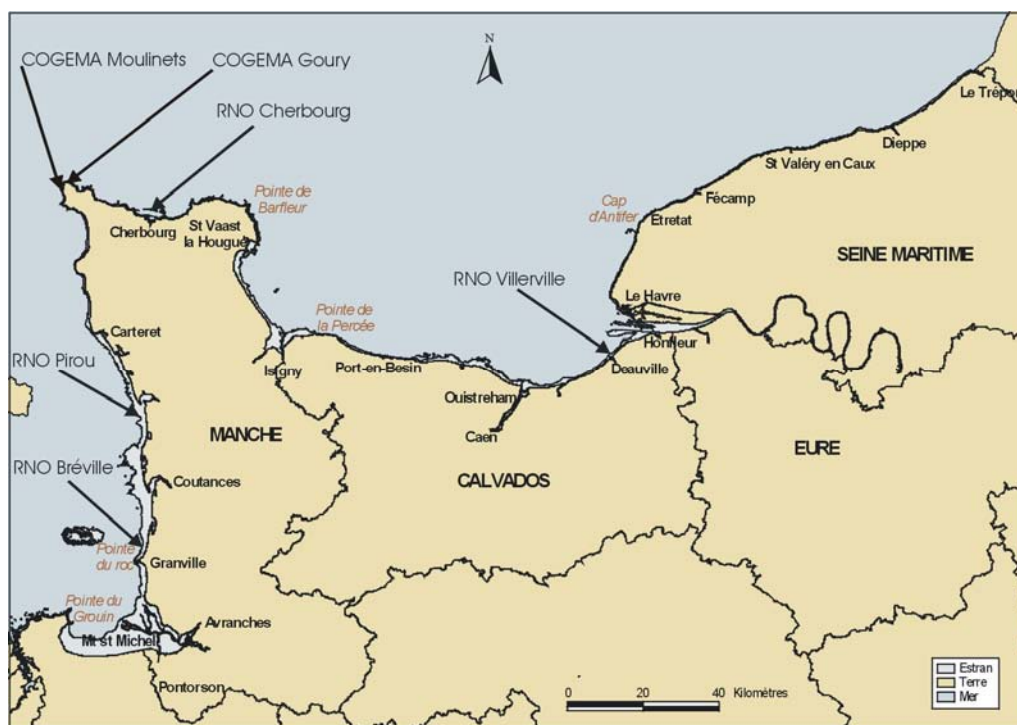 COGEMA Moulinets
COGEMA Goury
N
RNO Cherbourg
Le Trépor
Dieppe
St Valéry en Caux
Pointe de
Barfleur
Cap
d'Antifer
Fécamp
Etretat
Cherbourg
St Vaast
la Hougue
SEINE MARITIME
RNO Villerville
Le Havre
Pointe de
la Percée
Honfleur
Carteret
Isigny
Port-en-Besin
Deauville
RNO Pirou
Ouistreham
Caen
MANCHE
EURE
RNO Bréville
Coutances
CALVADOS
Pointe
du roc
Granville
Pointe du
Grouin
Avranches
Mt st Michel
Pontorson
0 20 40 Kilomètres
Estran
Terre
Mer